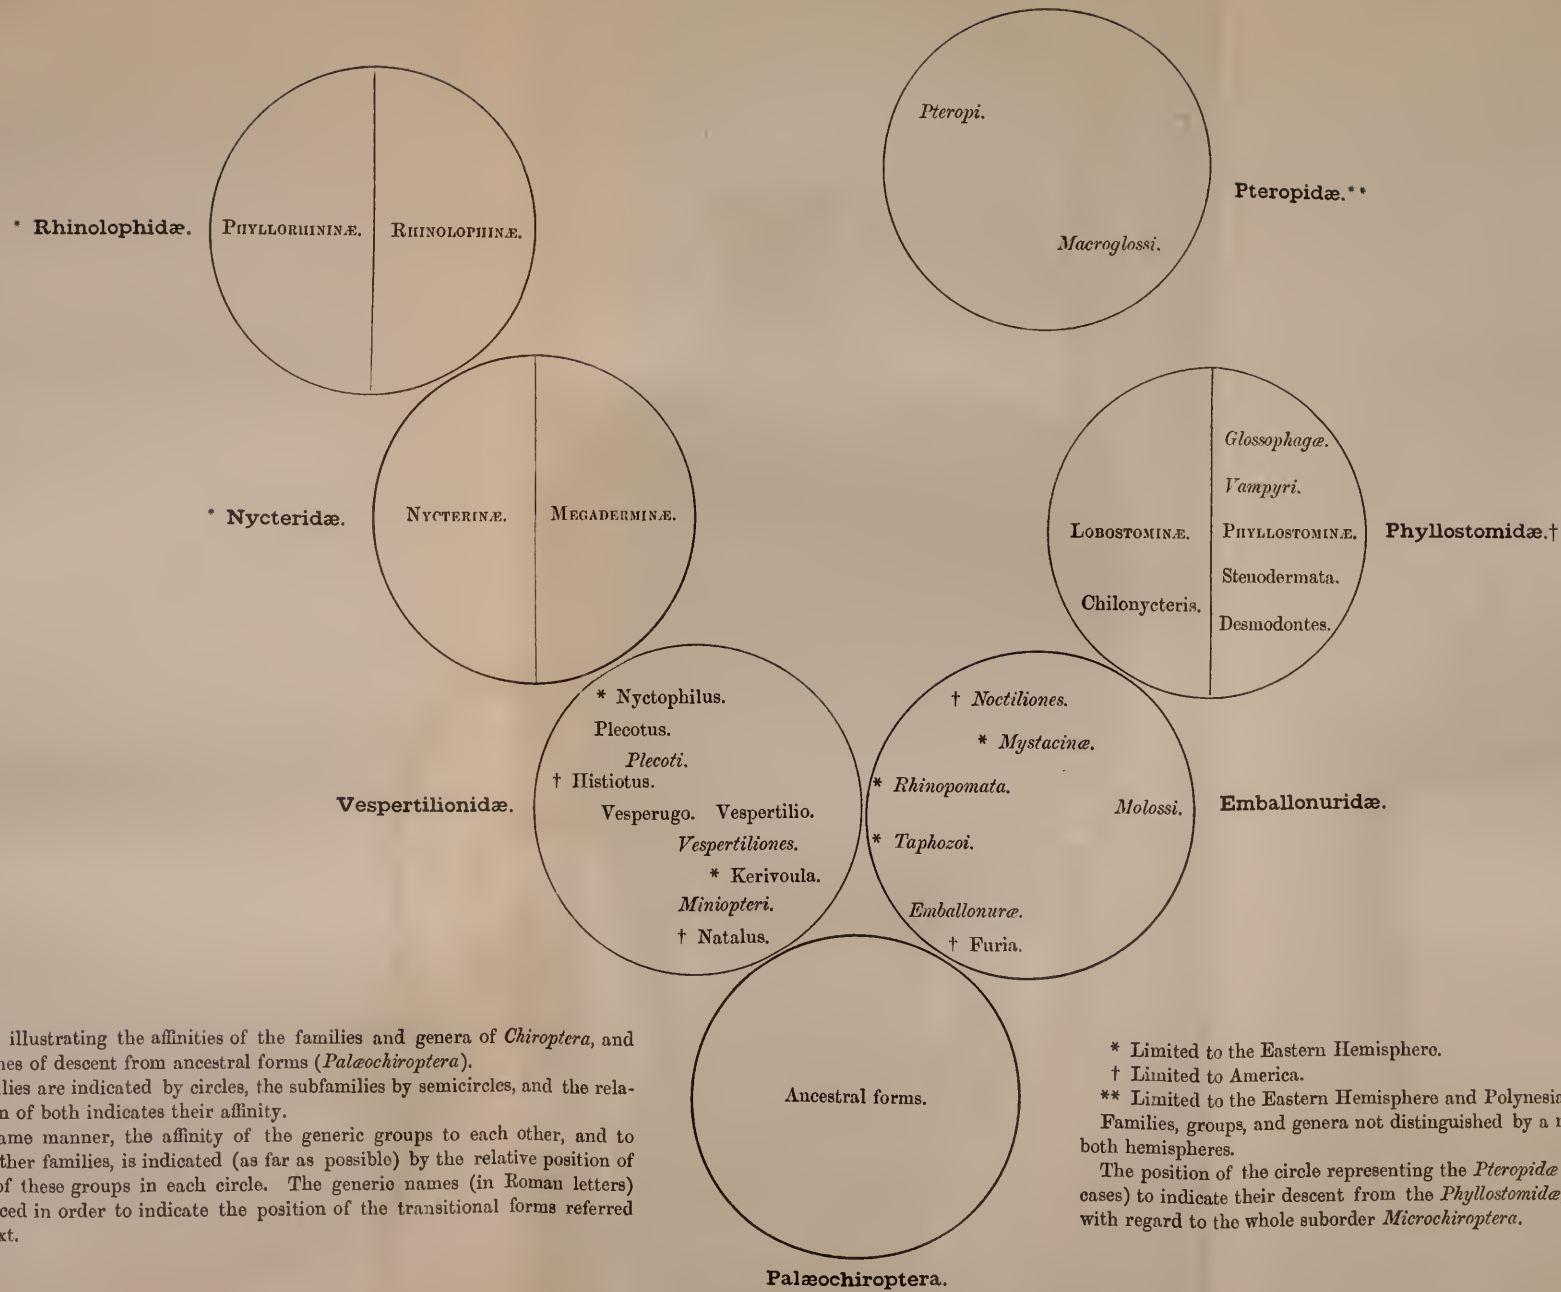 Pteropi.
Macroglossi.
Pteropidæ.**
* Rhinolophidæ.
PHYLLORHININÆ.
RHINOLOPHINÆ.
* Nycteridæ.
NYCTERINÆ.
MEGADERMINÆ.
Glossophagæ.
Vampyri.
LOBOSTOMINÆ.
PHYLLOSTOMINÆ.
Phyllostomidæ.†
Stenodermata.
Chilonycteris.
Desmodontes.
Vespertilionidæ.
* Nyctophilus.
Plecotus.
Plecoti.
† Histiotus.
Vesperugo. Vespertilio.
Vespertiliones.
* Kerivoula.
Miniopteri.
† Natalus.
† Noctiliones.
* Mystacinæ.
* Rhinopomata.
Molossi.
Emballonuridæ.
* Taphozoi.
Emballonuræ.
† Furia.
Ancestral forms.
Palæochiroptera.
illustrating the affinities of the families and genera of Chiroptera, and
nes of descent from ancestral forms (Palæochiroptera).
lies are indicated by circles, the subfamilies by semicircles, and the rela-
n of both indicates their affinity.
ame manner, the affinity of the generic groups to each other, and to
ther families, is indicated (as far as possible) by the relative position of
of these groups in each circle. The generic names (in Roman letters)
ced in order to indicate the position of the transitional forms referred
xt.
* Limited to the Eastern Hemisphere.
† Limited to America.
** Limited to the Eastern Hemisphere and Polynesia
Families, groups, and genera not distinguished by a
both hemispheres.
The position of the circle representing the Pteropidæ
cases) to indicate their descent from the Phyllostomidæ
with regard to the whole suborder Microchiroptera.